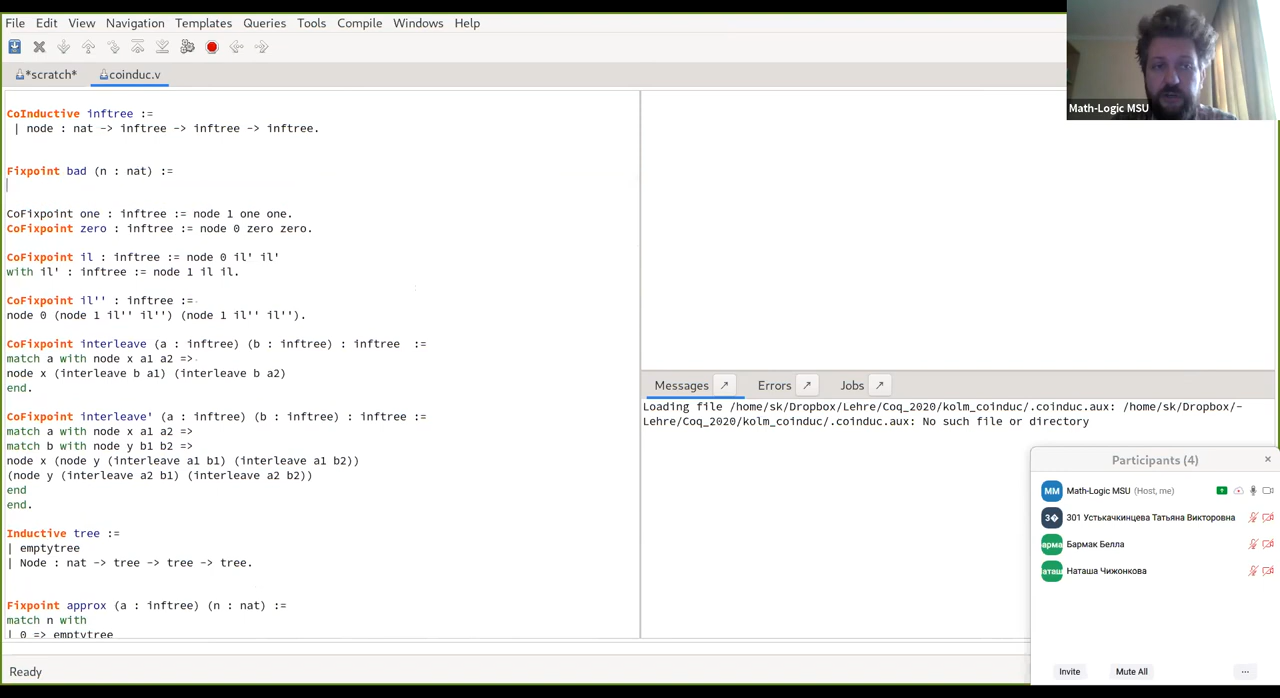 File Edit View Navigation Templates Queries Tools Compile Windows Help
*scratch* coinduc.v
CoInductive inftree :=
| node : nat -> inftree -> inftree -> inftree.
Fixpoint bad (n : nat) :=
CoFixpoint one : inftree := node 1 one one.
CoFixpoint zero : inftree := node 0 zero zero.
CoFixpoint il : inftree := node 0 il' il'
with il' : inftree := node 1 il il.
CoFixpoint il'' : inftree :=
node 0 (node 1 il'' il'') (node 1 il'' il'').
CoFixpoint interleave (a : inftree) (b : inftree) : inftree :=
match a with node x a1 a2 =>
node x (interleave b a1) (interleave b a2)
end.
CoFixpoint interleave' (a : inftree) (b : inftree) : inftree :=
match a with node x a1 a2 =>
match b with node y b1 b2 =>
node x (node y (interleave a1 b1) (interleave a1 b2))
(node y (interleave a2 b1) (interleave a2 b2))
end
end.
Inductive tree :=
| emptytree
| Node : nat -> tree -> tree -> tree.
Fixpoint approx (a : inftree) (n : nat) :=
match n with
| 0 => emptytree
Ready
Messages Errors Jobs
Loading file /home/sk/Dropbox/Lehre/Coq_2020/kolm_coinduc/.coinduc.aux: /home/sk/Dropbox/-
Lehre/Coq_2020/kolm_coinduc/.coinduc.aux: No such file or directory
Math-Logic MSU
Participants (4)
MM Math-Logic MSU (Host, me)
301 Устькачкинцева Татьяна Викторовна
Бармак Белла
Наташа Чижонкова
Invite Mute All ...